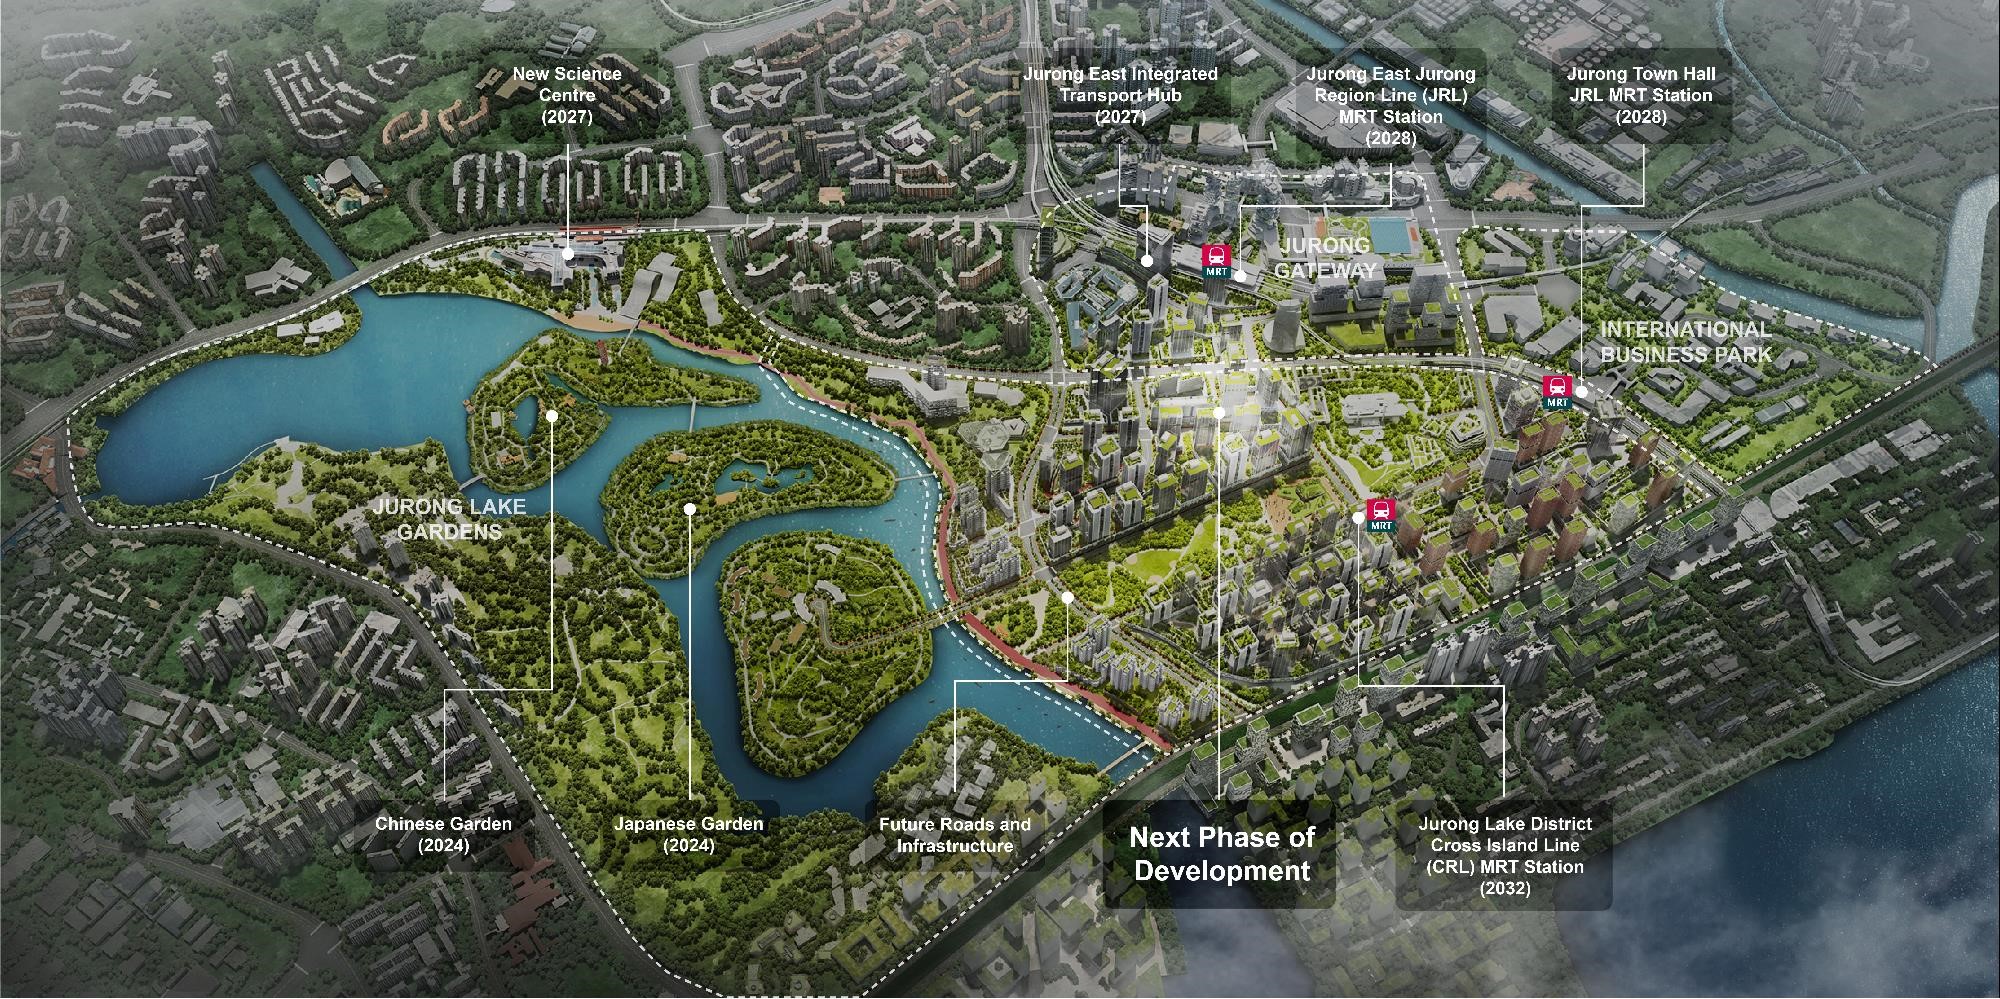 New Science
Centre
(2027)
Jurong East Integrated
Transport Hub
(2027)
Jurong East Jurong
Region Line (JRL)
MRT Station
(2028)
Jurong Town Hall
JRL MRT Station
(2028)
JURONG
GATEWAY
MRT
INTERNATIONAL
BUSINESS PARK
MRT
JURONG LAKE
GARDENS
MRT
Chinese Garden
(2024)
Japanese Garden
(2024)
Future Roads and
Infrastructure
Next Phase of
Development
Jurong Lake District
Cross Island Line
(CRL) MRT Station
(2032)